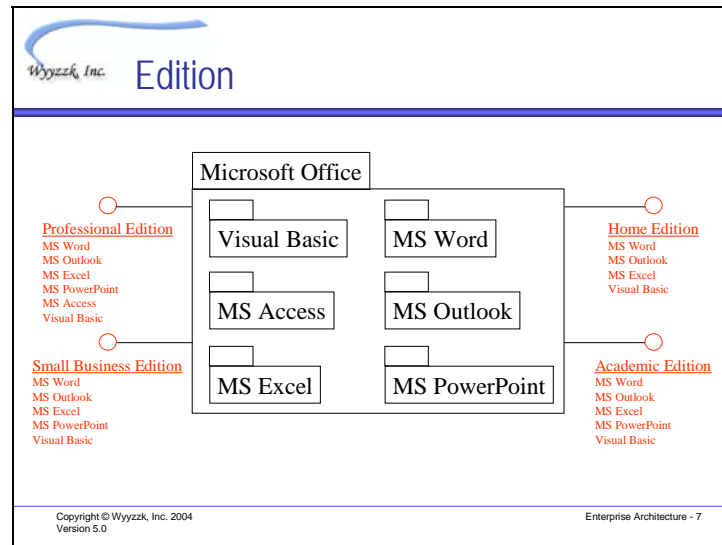 Wyyzzk, Inc.
Edition
Microsoft Office
Visual Basic
MS Word
MS Access
MS Outlook
MS Excel
MS PowerPoint
Professional Edition
MS Word
MS Outlook
MS Excel
MS PowerPoint
MS Access
Visual Basic
Small Business Edition
MS Word
MS Outlook
MS Excel
MS PowerPoint
Visual Basic
Home Edition
MS Word
MS Outlook
MS Excel
Visual Basic
Academic Edition
MS Word
MS Outlook
MS Excel
MS PowerPoint
Visual Basic
Copyright © Wyyzzk, Inc. 2004
Version 5.0
Enterprise Architecture - 7